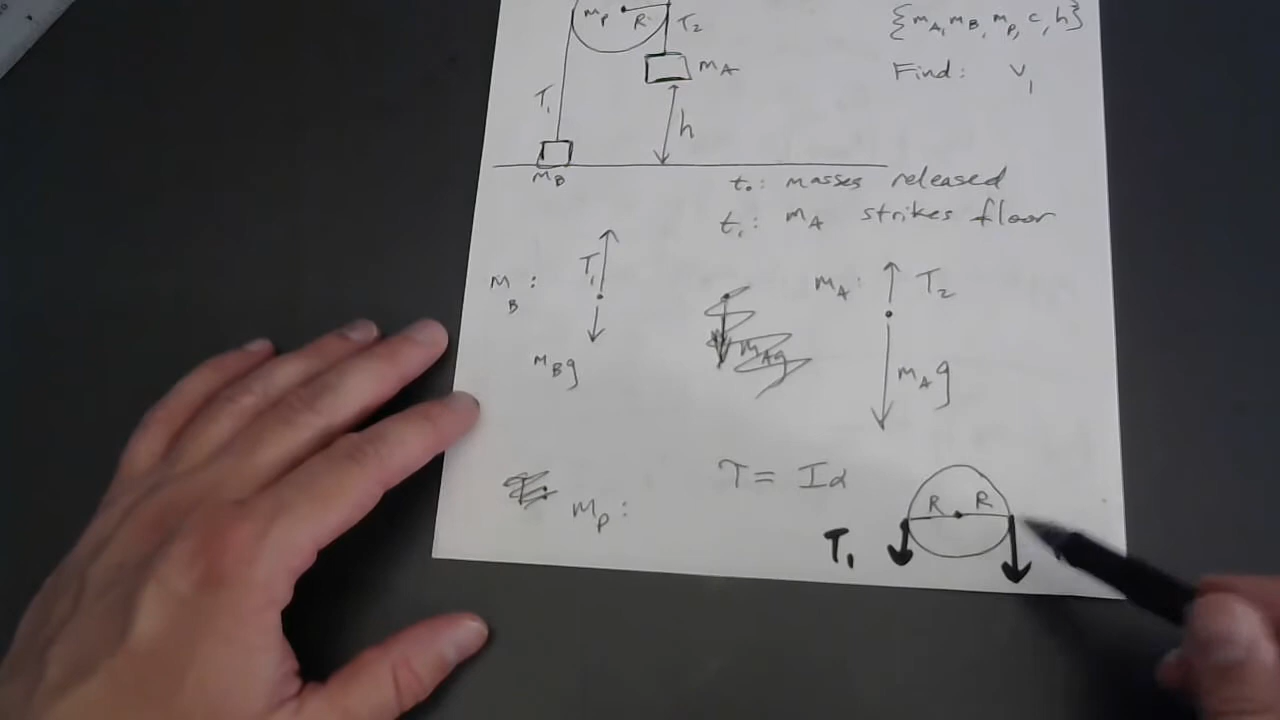 m_P R T_2 {m_A, m_B, m_P, c, h}
m_A Find: v_1
T_1 h
m_B t_0: masses released
t_1: m_A strikes floor
m_B: T_1 m_A: T_2
m_B g m_A g m_A g
m_P: τ = Iα R R
T_1